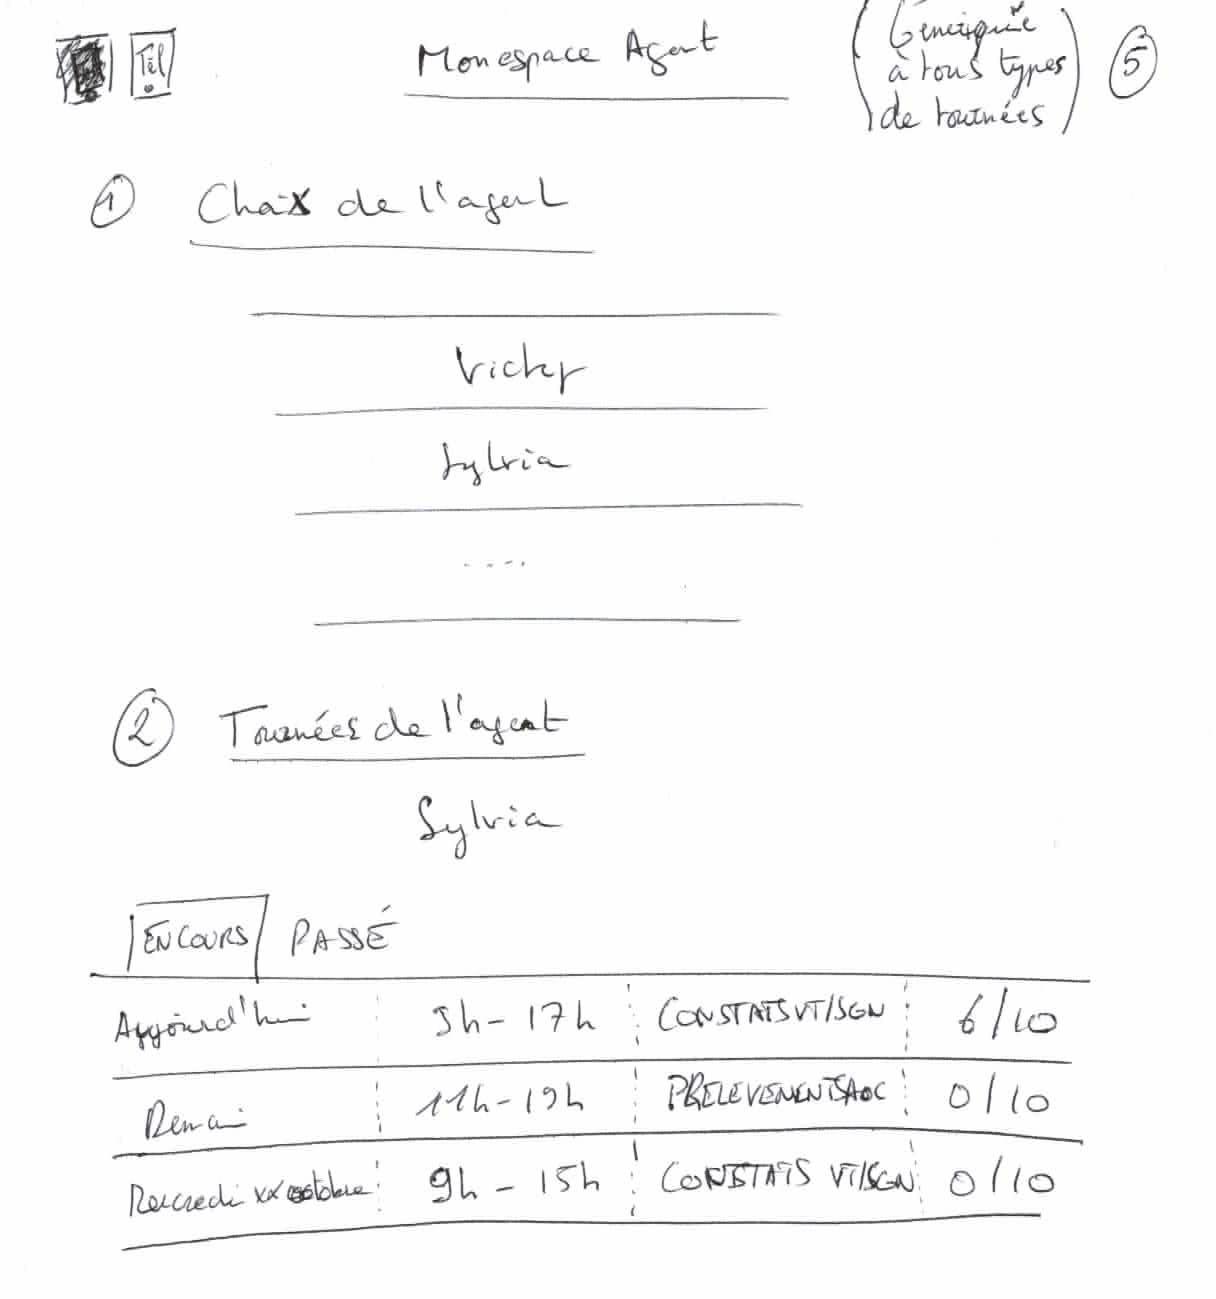 Tél
Mon espace Agent
(Génériquie
à tous types
de tournées)
5
1 Choix de l'agent
Vicky
Sylvia
.....
2 Tournées de l'agent
Sylvia
EN COURS PASSÉ
Aujourd'hui 9h - 17h CONSTATS VT/SGN 6/10
Demain 11h - 19h PRELEVEMENTS AOC 0/10
Mercredi xx octobre 9h - 15h CONSTATS VT/SGN 0/10